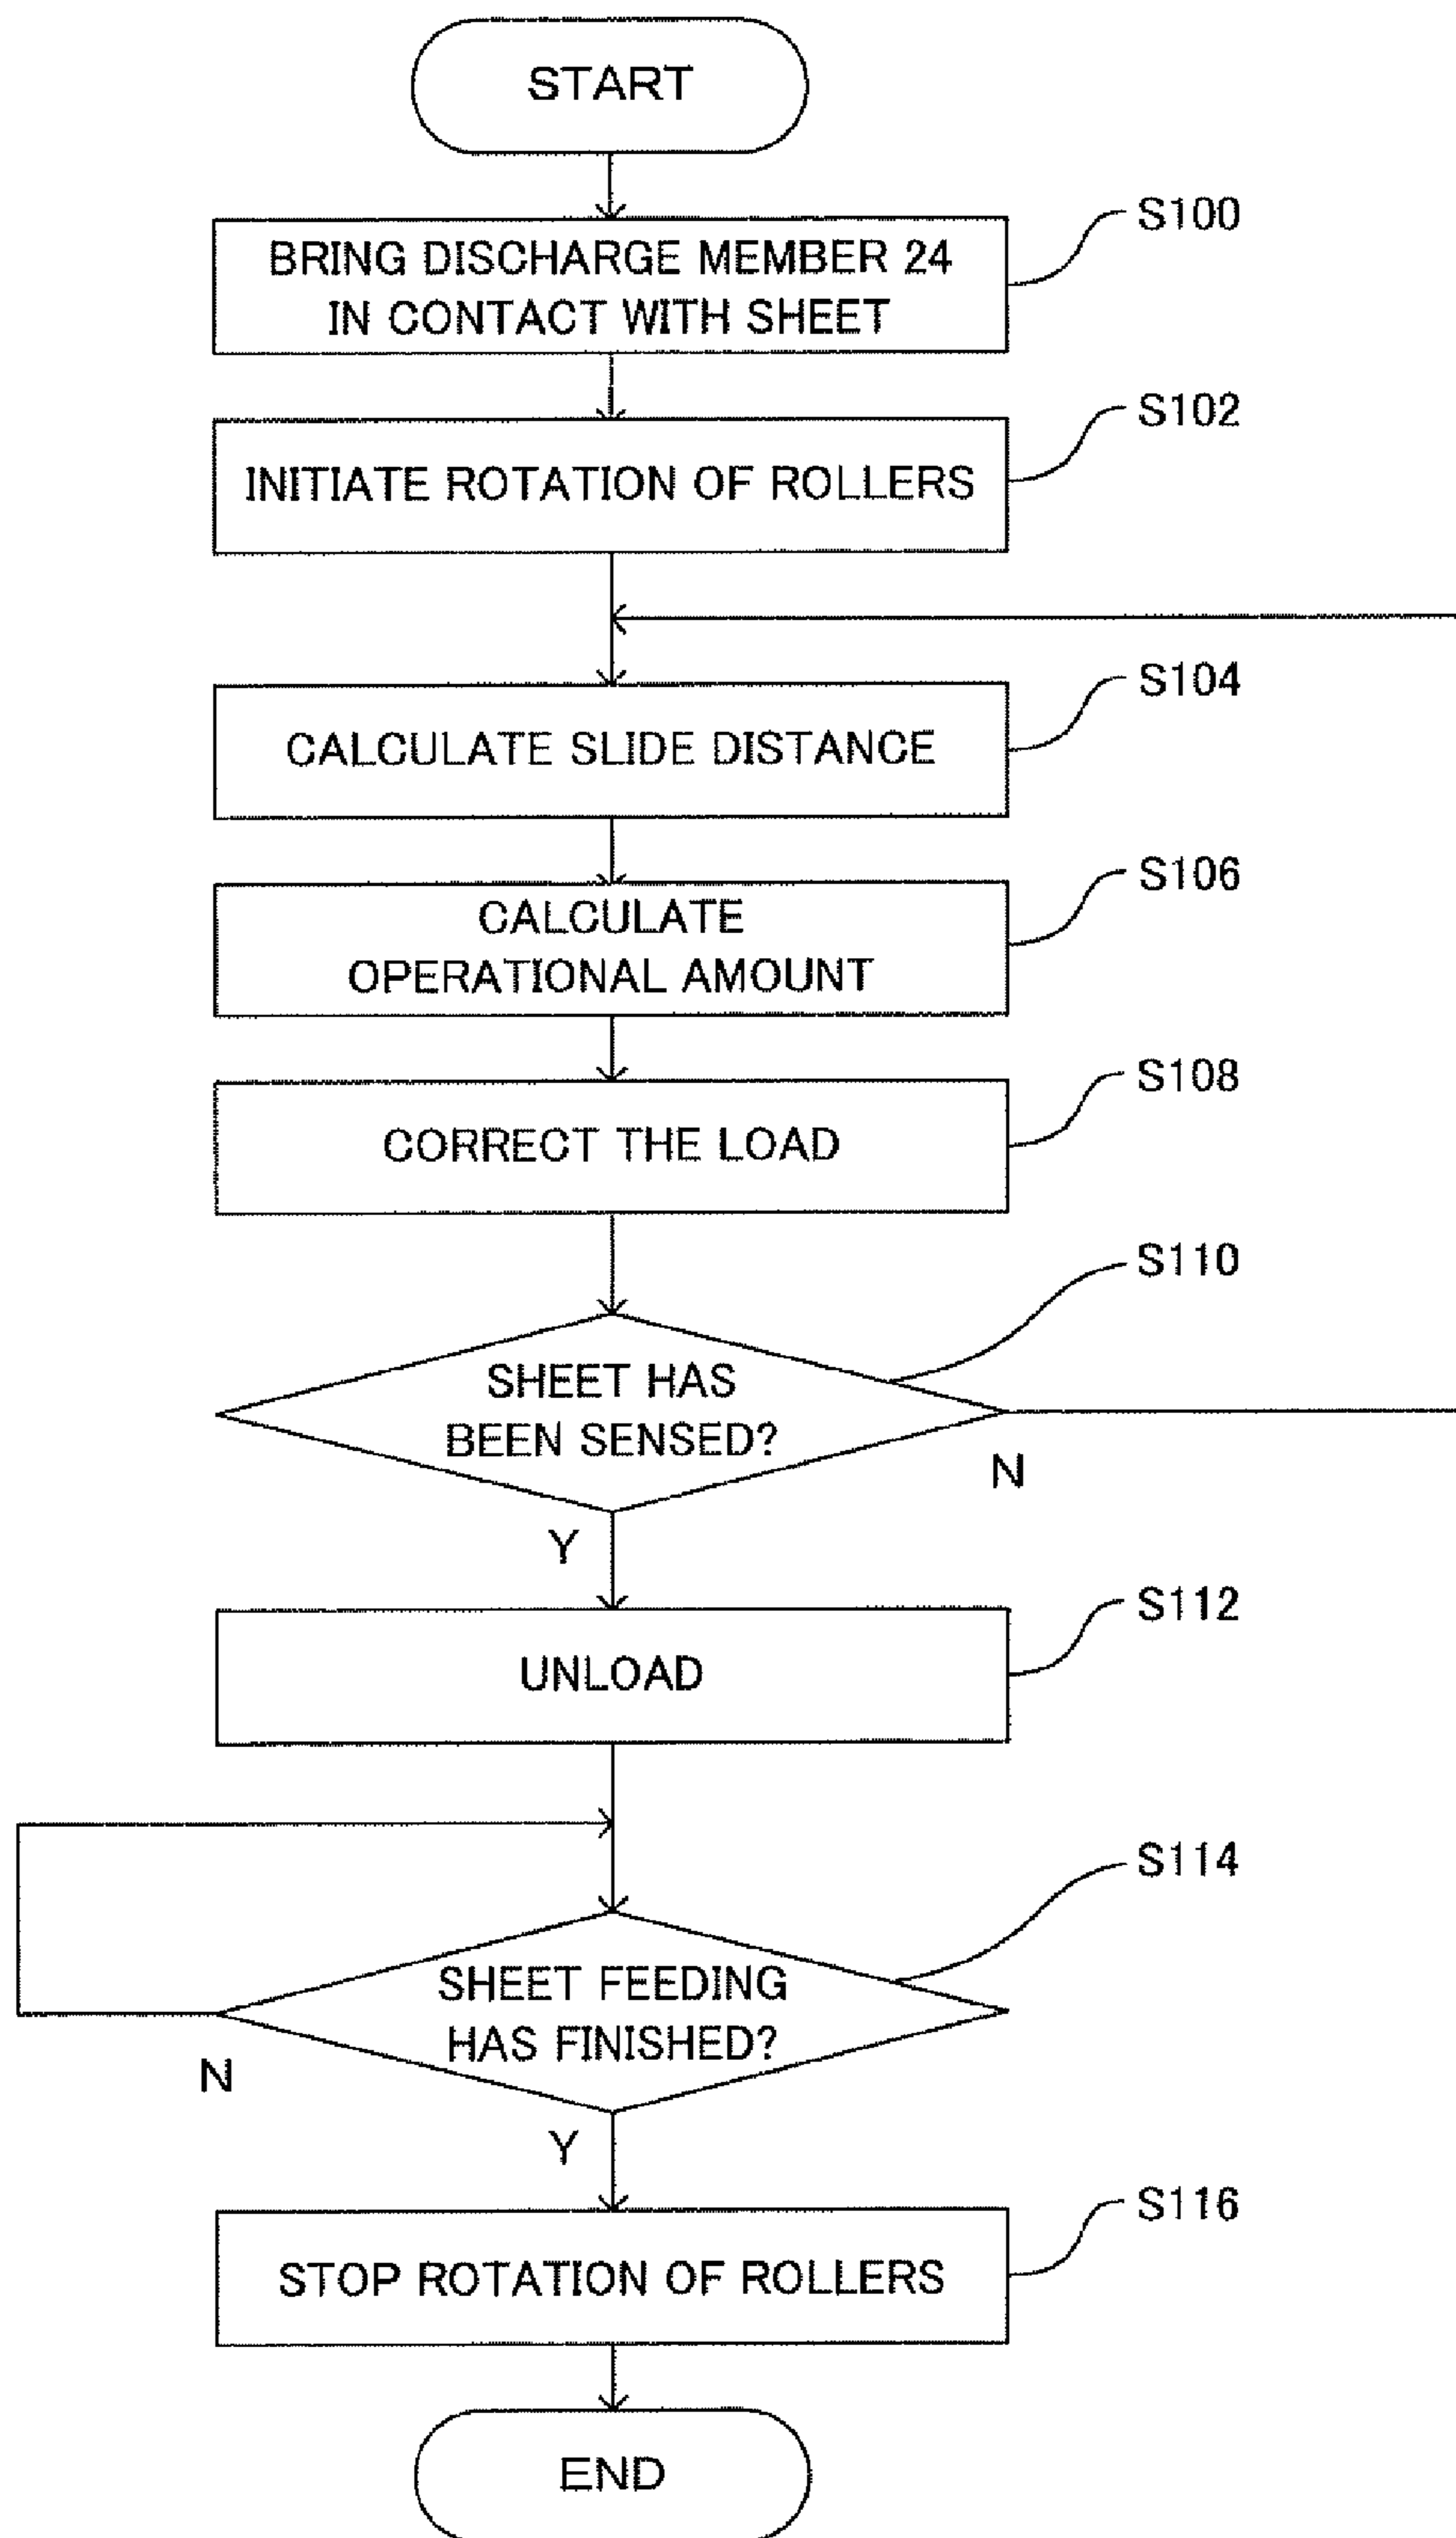 START
S100
BRING DISCHARGE MEMBER 24
IN CONTACT WITH SHEET
S102
INITIATE ROTATION OF ROLLERS
S104
CALCULATE SLIDE DISTANCE
S106
CALCULATE
OPERATIONAL AMOUNT
S108
CORRECT THE LOAD
S110
SHEET HAS
BEEN SENSED?
N
Y
S112
UNLOAD
S114
SHEET FEEDING
HAS FINISHED?
N
Y
S116
STOP ROTATION OF ROLLERS
END